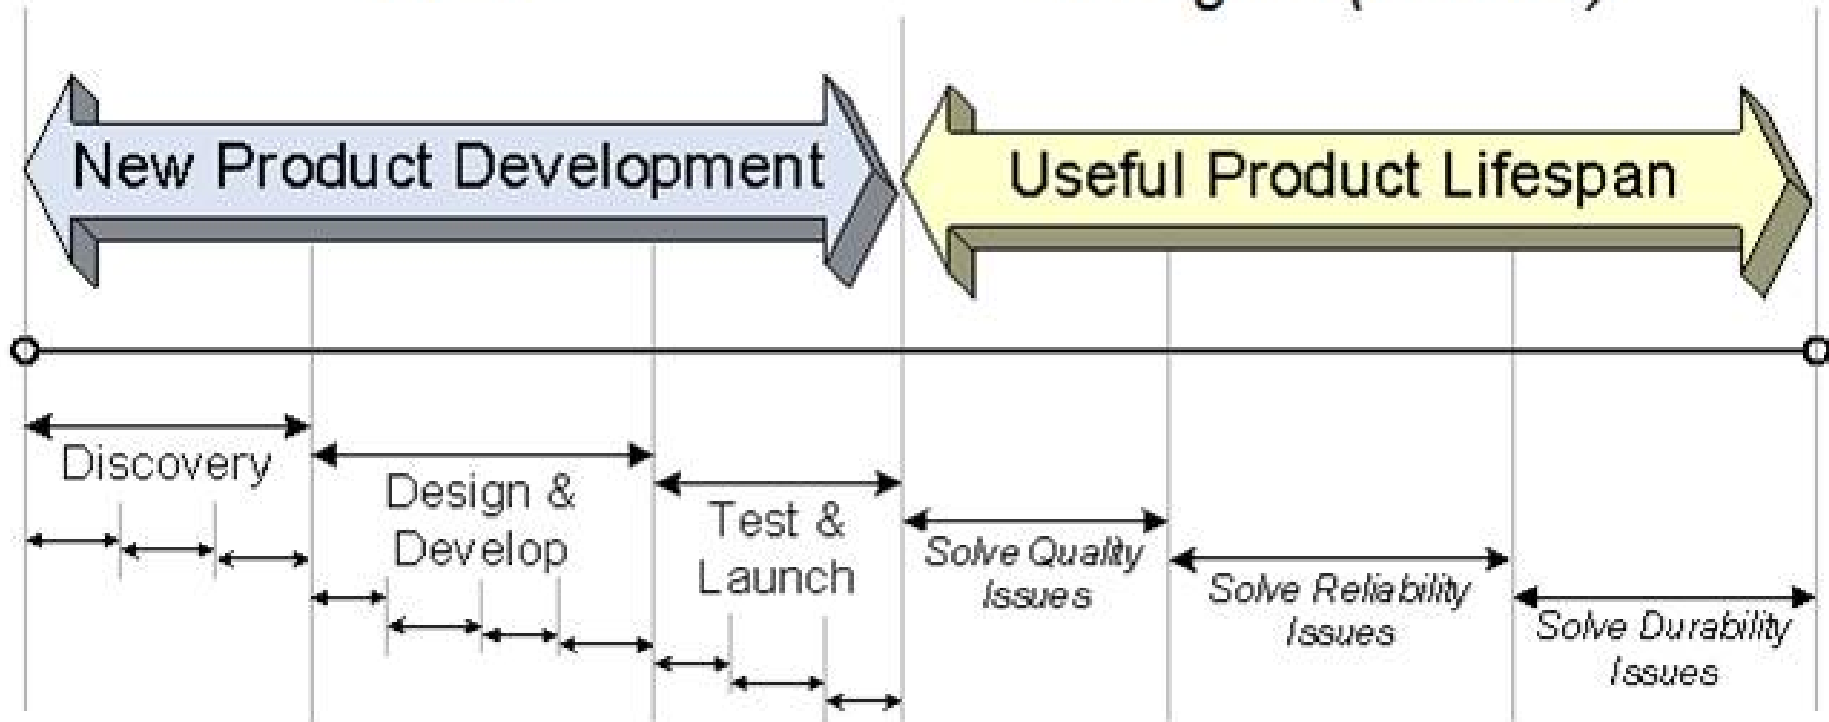 New Product Development
Useful Product Lifespan
Discovery
Design &
Develop
Test &
Launch
Solve Quality
Issues
Solve Reliability
Issues
Solve Durability
Issues